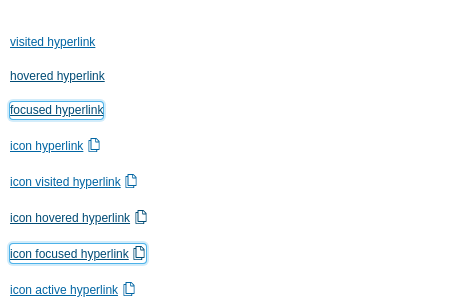 visited hyperlink
hovered hyperlink
focused hyperlink
icon hyperlink
icon visited hyperlink
icon hovered hyperlink
icon focused hyperlink
icon active hyperlink